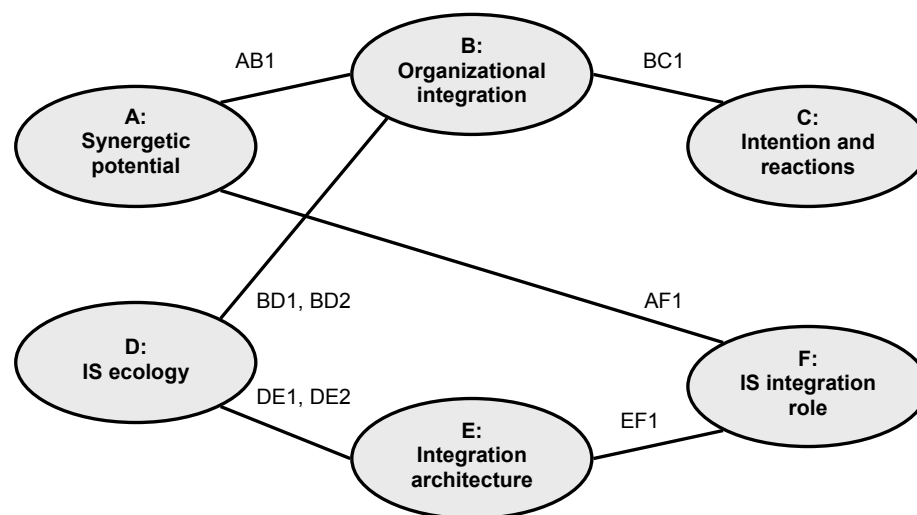 AB1
B:
Organizational
integration
BC1
A:
Synergetic
potential
C:
Intention and
reactions
BD1, BD2
AF1
D:
IS ecology
F:
IS integration
role
DE1, DE2
E:
Integration
architecture
EF1